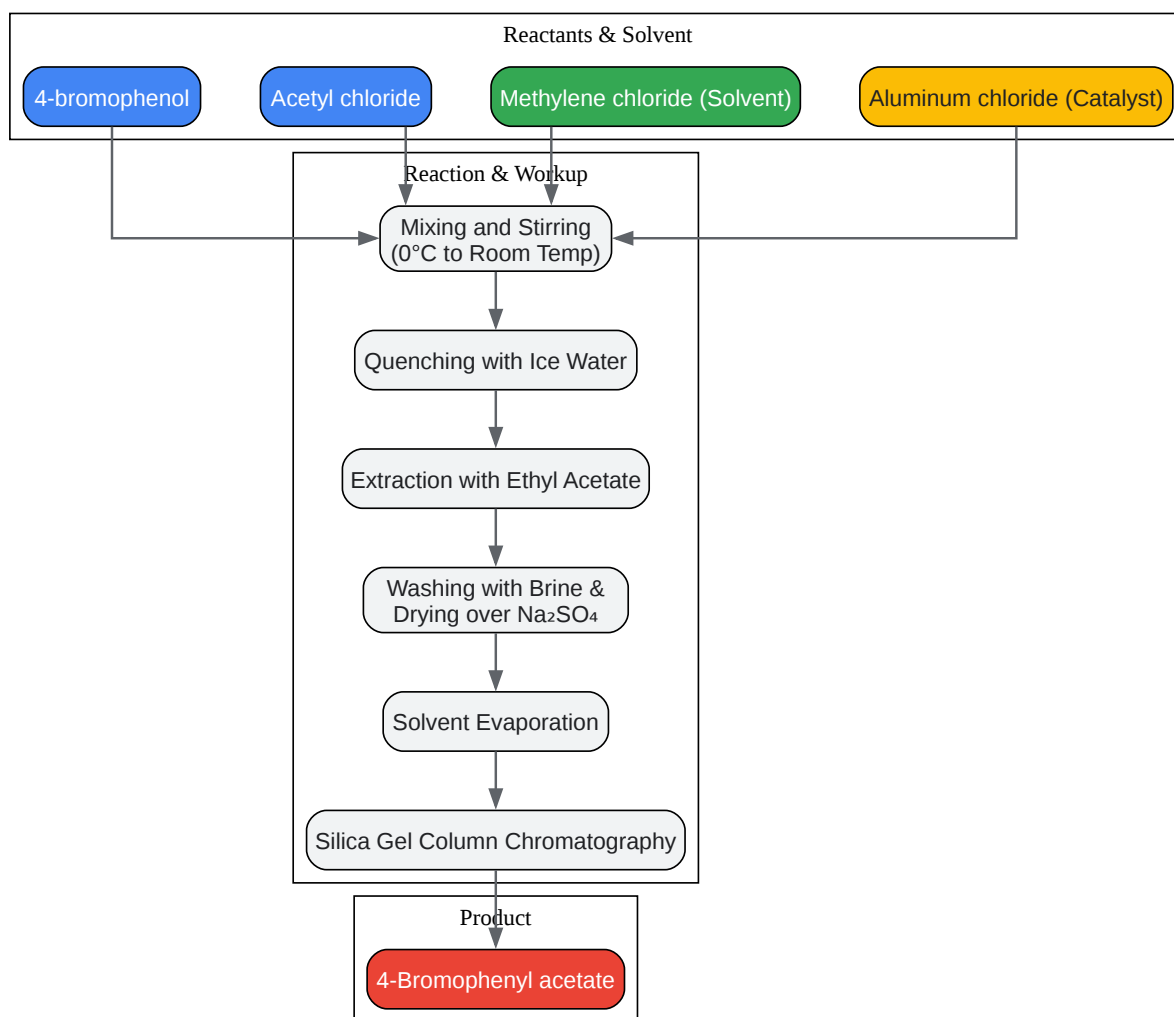 Reactants & Solvent
4-bromophenol
Acetyl chloride
Methylene chloride (Solvent)
Aluminum chloride (Catalyst)
Reaction & Workup
Mixing and Stirring
(0°C to Room Temp)
Quenching with Ice Water
Extraction with Ethyl Acetate
Washing with Brine &
Drying over Na₂SO₄
Solvent Evaporation
Silica Gel Column Chromatography
Product
4-Bromophenyl acetate